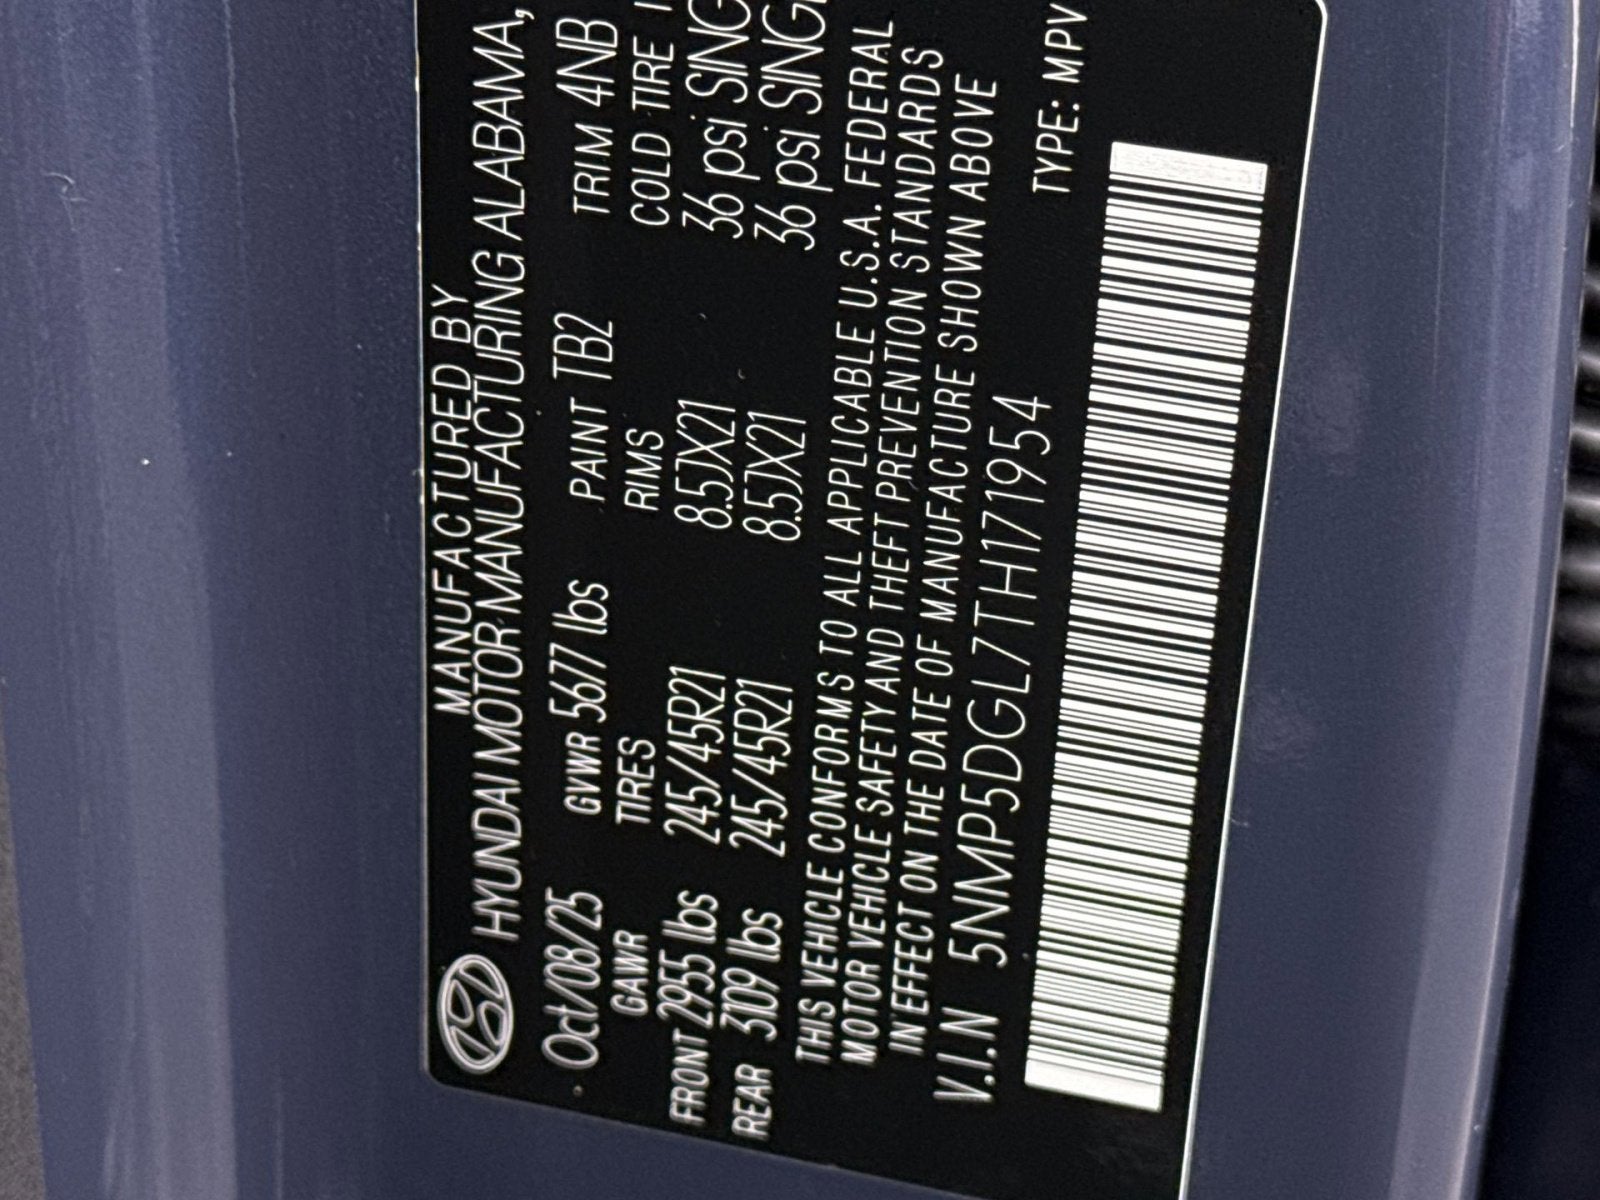 MANUFACTURED BY
HYUNDAI MOTOR MANUFACTURING ALABAMA,
Oct/08/25 GVWR 5677 lbs PAINT TB2 TRIM 4NB
GAWR TIRES RIMS COLD TIRE
FRONT 2955 lbs 245/45R21 8.5JX21 36 psi SING
REAR 3109 lbs 245/45R21 8.5JX21 36 psi SINGL
THIS VEHICLE CONFORMS TO ALL APPLICABLE U.S.A. FEDERAL
MOTOR VEHICLE SAFETY AND THEFT PREVENTION STANDARDS
IN EFFECT ON THE DATE OF MANUFACTURE SHOWN ABOVE
V.I.N 5NMP5DGL7TH171954 TYPE: MPV